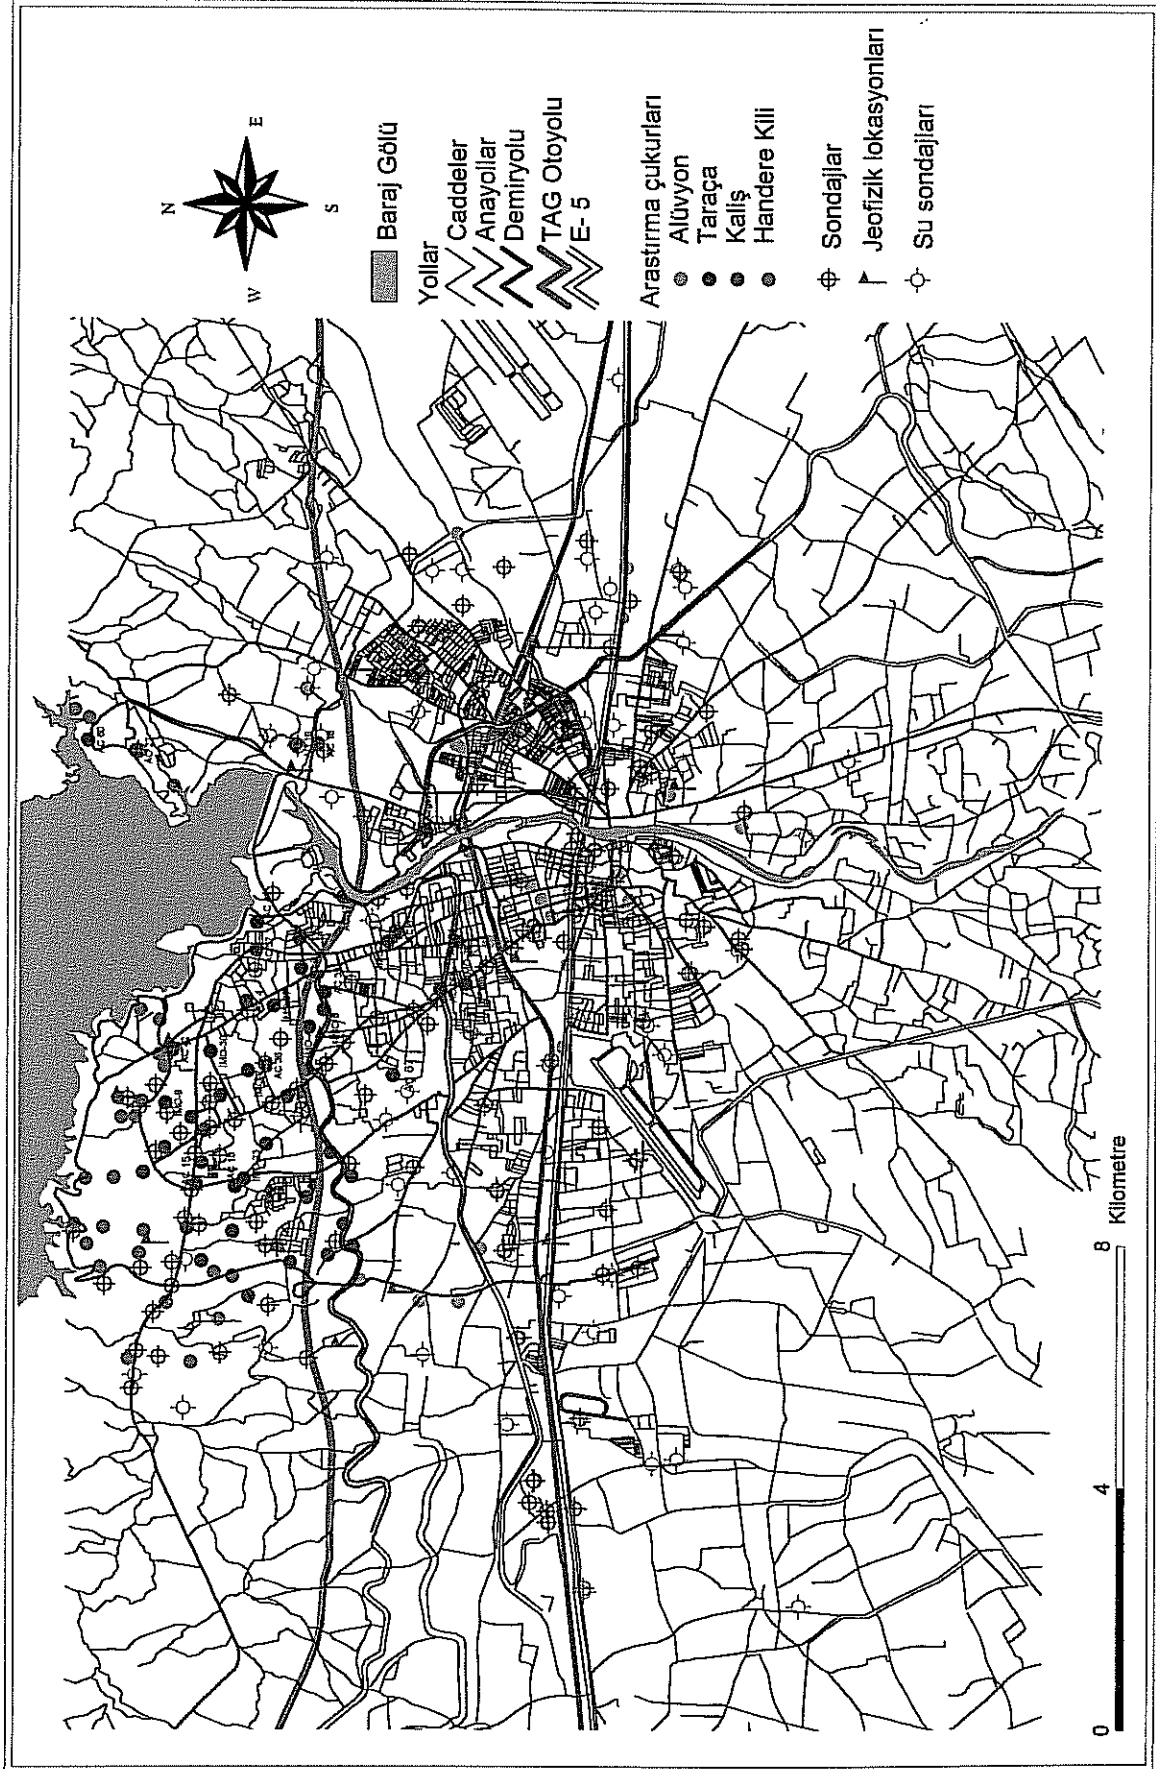 N
W
E
S
Baraj Gölü
Yollar
Caddeler
Anayollar
Demiryolu
TAG Otoyolu
E- 5
Arastırma çukurları
Alüvyon
Taraça
Kaliş
Handere Kili
Sondajlar
Jeofizik lokasyonları
Su sondajları
0
4
8
Kilometre